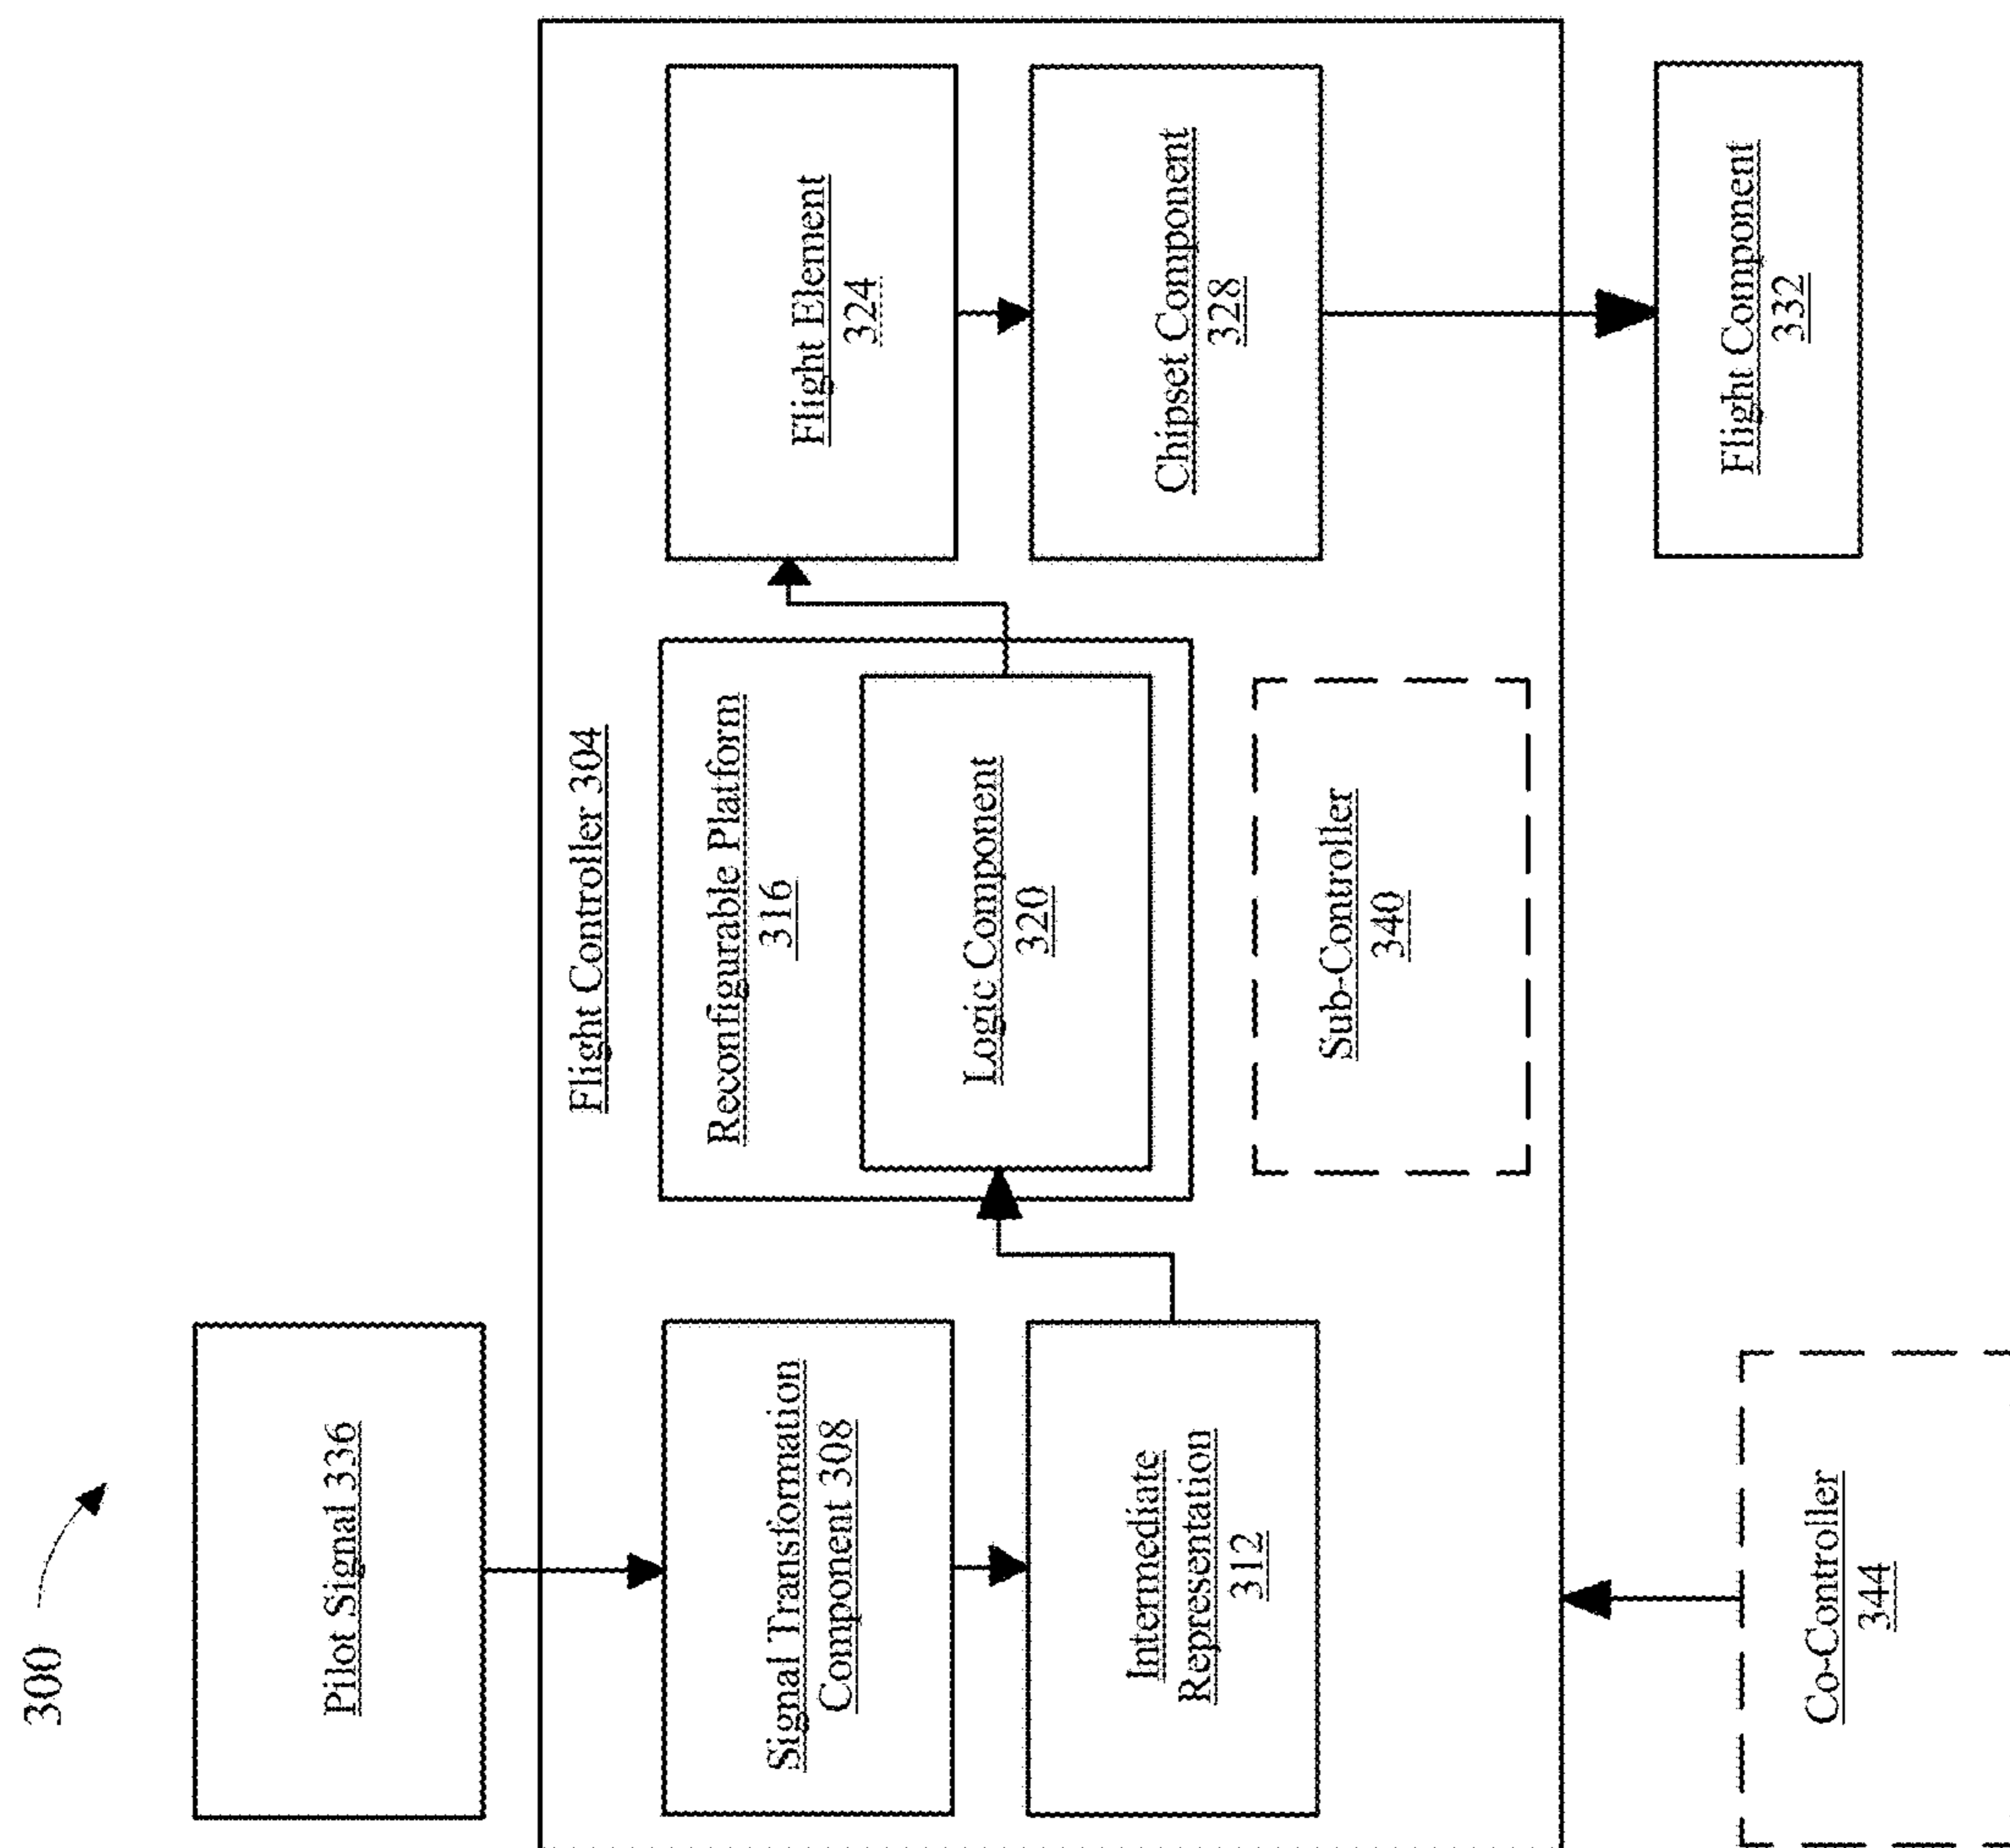 300
Pilot Signal 336
Flight Controller 304
Signal Transformation
Component 308
Intermediate
Representation
312
Reconfigurable Platform
316
Logic Component
320
Flight Element
324
Chipset Component
328
Sub-Controller
340
Co-Controller
344
Flight Component
332